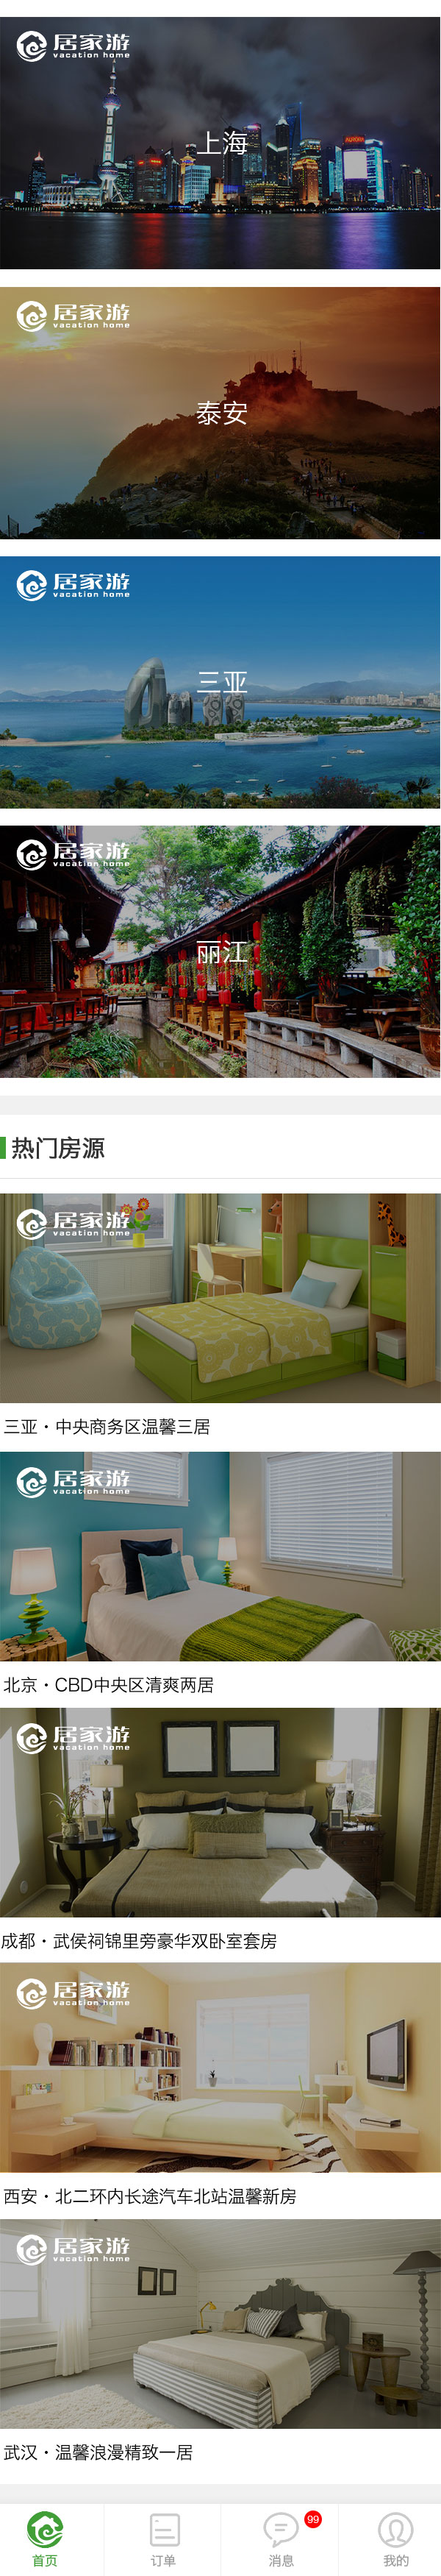 居家游
vacation home
上海
居家游
vacation home
泰安
居家游
vacation home
三亚
居家游
vacation home
丽江
热门房源
居家游
vacation home
三亚·中央商务区温馨三居
居家游
vacation home
北京·CBD中央区清爽两居
居家游
vacation home
成都·武侯祠锦里旁豪华双卧室套房
居家游
vacation home
西安·北二环内长途汽车北站温馨新房
居家游
vacation home
武汉·温馨浪漫精致一居
99
首页 订单 消息 我的